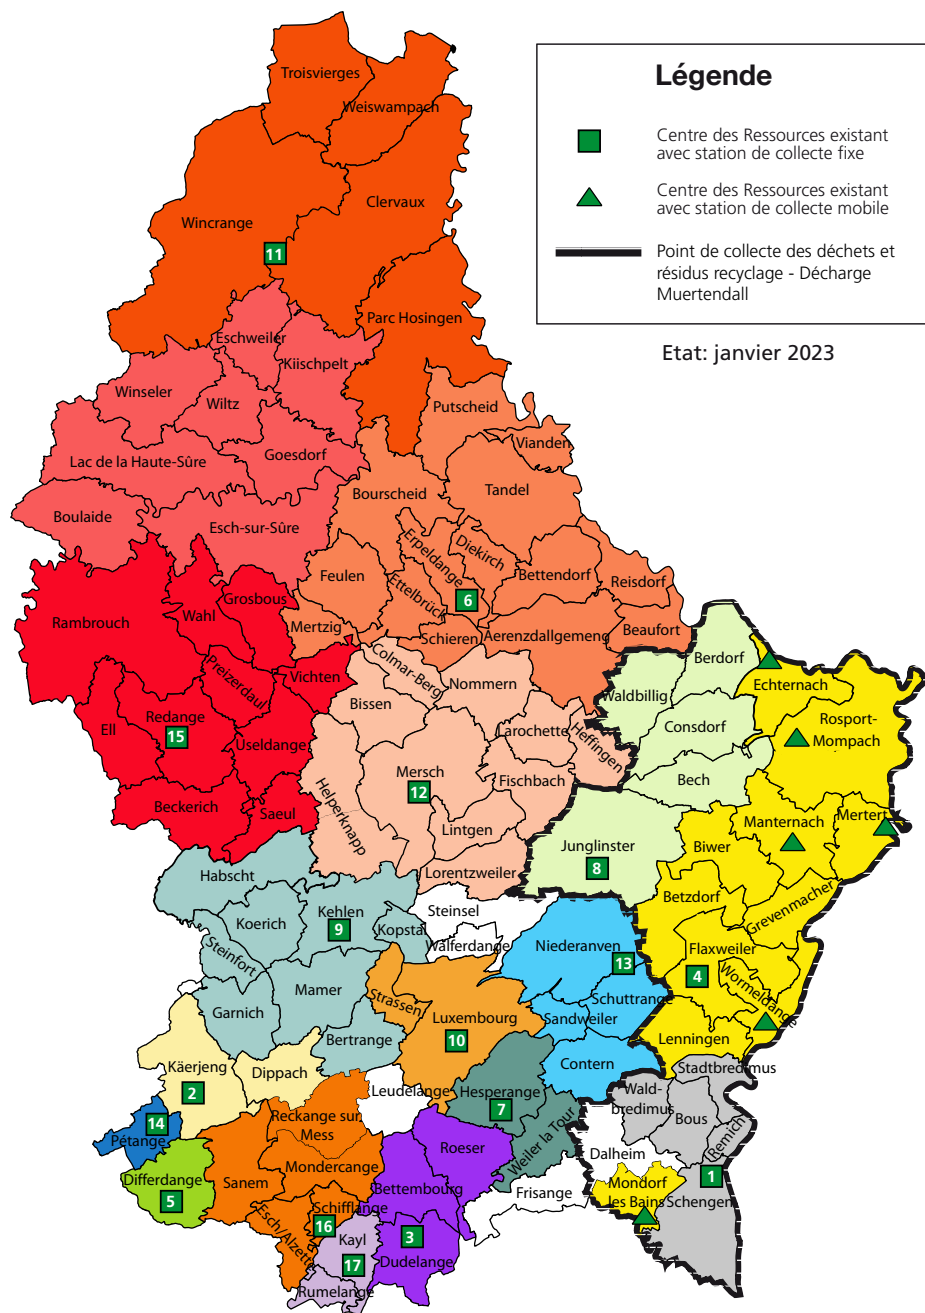 Légende
Centre des Ressources existant
avec station de collecte fixe
Centre des Ressources existant
avec station de collecte mobile
Point de collecte des déchets et
résidus recyclage - Décharge
Muertendall
Etat: janvier 2023
Troisvierges
Weiswampach
Clervaux
Wincrange
11
Parc Hosingen
Eschweiler
Kiischpelt
Winseler
Wiltz
Putscheid
Vianden
Goesdorf
Lac de la Haute-Sûre
Tandel
Bourscheid
Boulaide
Esch-sur-Sûre
Erpeldange
Diekirch
Feulen
Bettendorf
Reisdorf
Ettelbrück
6
Grosbous
Wahl
Rambrouch
Mertzig
Schieren
Aerenzdallgemeng
Beaufort
Colmar-Berg
Berdorf
Preizerdaul
Vichten
Nommern
Echternach
Waldbillig
Bissen
Rosport-
Mompach
Redange
15
Ell
Useldange
Larochette
Heffingen
Consdorf
Mersch
12
Fischbach
Bech
Beckerich
Saeul
Helperknapp
Lintgen
Manternach
Mertert
Biwer
Junglinster
8
Lorentzweiler
Habscht
Betzdorf
Grevenmacher
Koerich
Kehlen
9
Kopstal
Steinsel
Walferdange
Niederanven
13
Flaxweiler
4
Steinfort
Wormeldange
Mamer
Strassen
Schuttrange
Garnich
Luxembourg
10
Sandweiler
Bertrange
Lenningen
Contern
Stadtbredimus
Käerjeng
2
Dippach
Leudelange
Hesperange
7
Wald-
bredimus
Bous
Remich
Reckange sur
Mess
14
Pétange
Weiler la Tour
Roeser
Dalheim
Mondercange
Differdange
5
Sanem
Bettembourg
Frisange
Mondorf
les Bains
1
Schengen
Schifflange
16
Esch/Alzette
Kayl
17
3
Dudelange
Rumelange